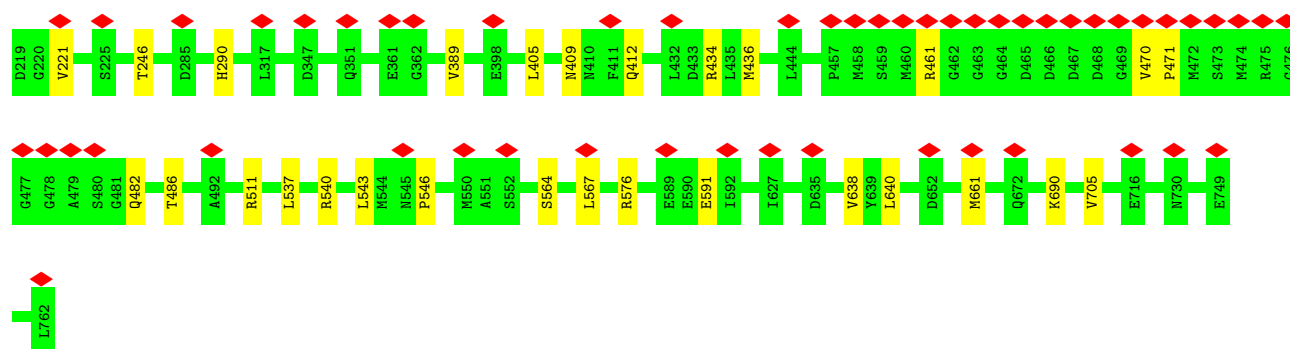 D219 G220 V221 S225 T246 D285 H290 L317 D347 Q351 E361 G362 V389 E398 L405 N409 N410 F411 Q412 L432 D433 R434 L435 M436 L444 P457 M458 S459 M460 R461 G462 G463 G464 D465 D466 D467 D468 G469 V470 P471 M472 S473 M474 R475 G476
G477 G478 A479 S480 G481 Q482 T486 A492 R511 L537 R540 L543 M544 N545 P546 M550 A551 S552 S564 L567 R576 E589 E590 E591 I592 I627 D635 V638 Y639 L640 D652 M661 Q672 K690 V705 E716 N730 E749
L762